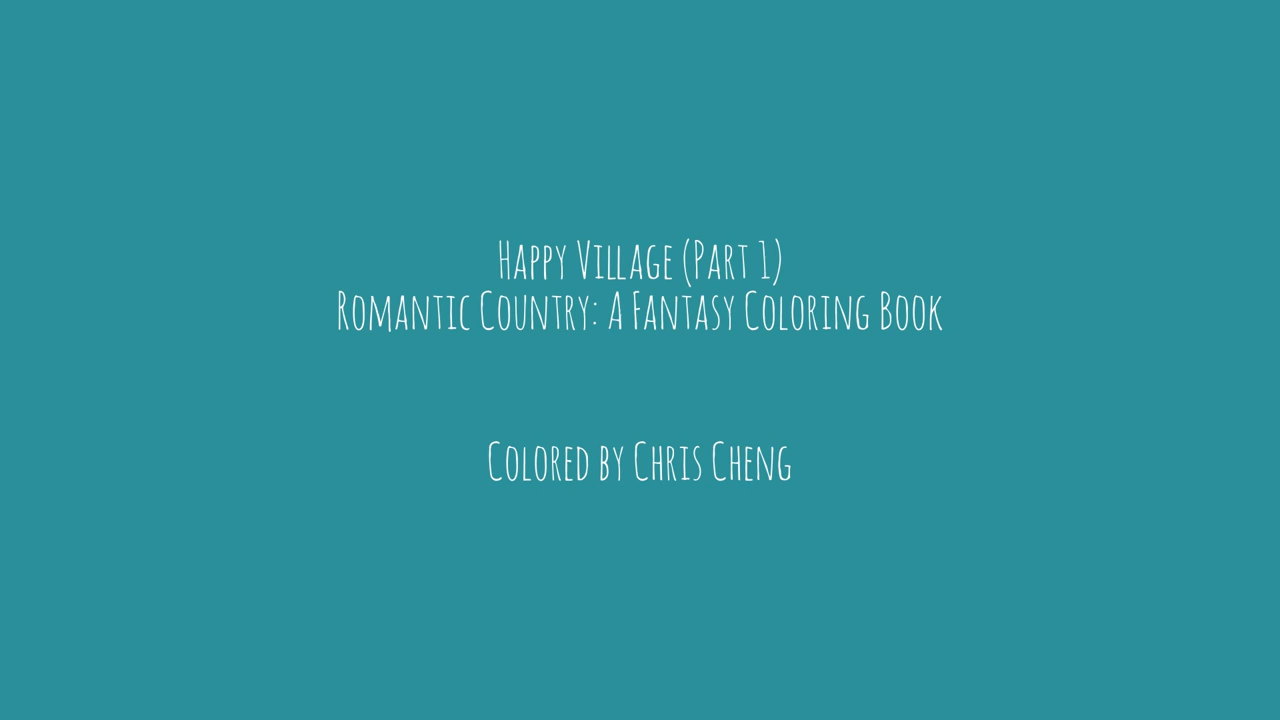 Happy Village (Part 1)
Romantic Country: A Fantasy Coloring Book
Colored by Chris Cheng